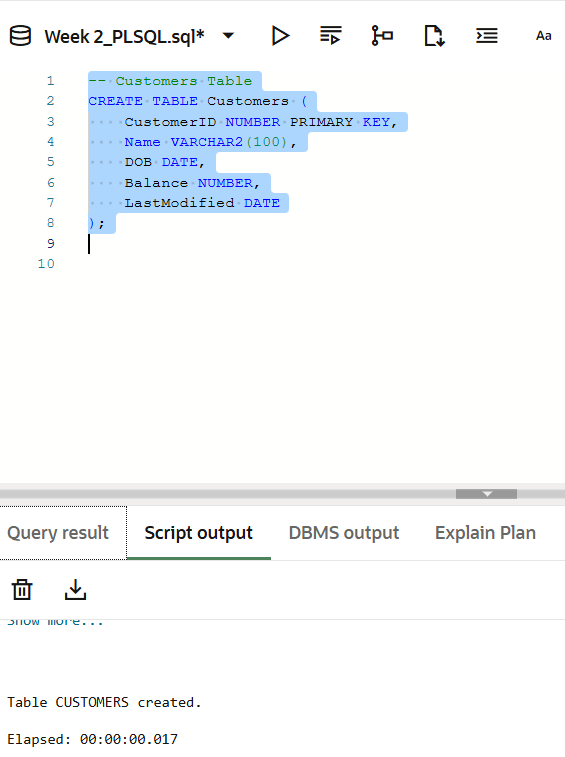 Week 2_PLSQL.sql*
Aa
1 -- Customers Table
2 CREATE TABLE Customers (
3 CustomerID NUMBER PRIMARY KEY,
4 Name VARCHAR2(100),
5 DOB DATE,
6 Balance NUMBER,
7 LastModified DATE
8 );
9
10
Query result Script output DBMS output Explain Plan
Show more...
Table CUSTOMERS created.
Elapsed: 00:00:00.017